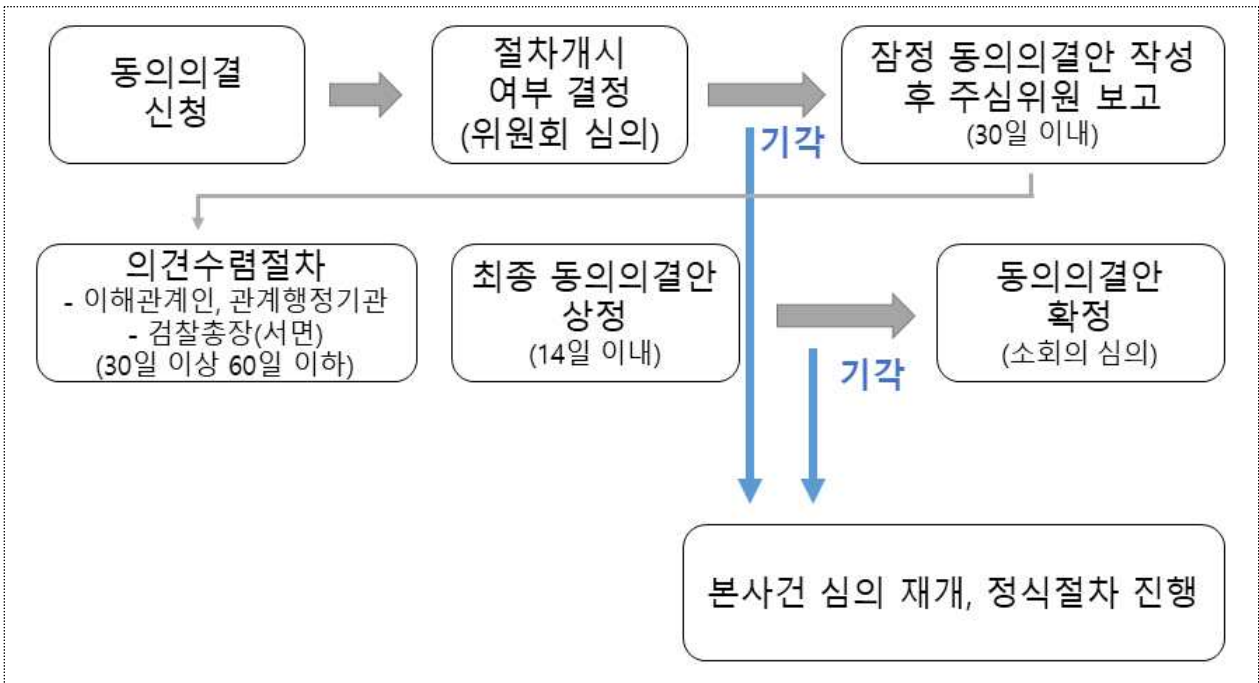 동의의결
신청
절차개시
여부 결정
(위원회 심의)
기각
잠정 동의의결안 작성
후 주심위원 보고
(30일 이내)
의견수렴절차
- 이해관계인, 관계행정기관
- 검찰총장(서면)
(30일 이상 60일 이하)
최종 동의의결안
상정
(14일 이내)
기각
동의의결안
확정
(소회의 심의)
본사건 심의 재개, 정식절차 진행